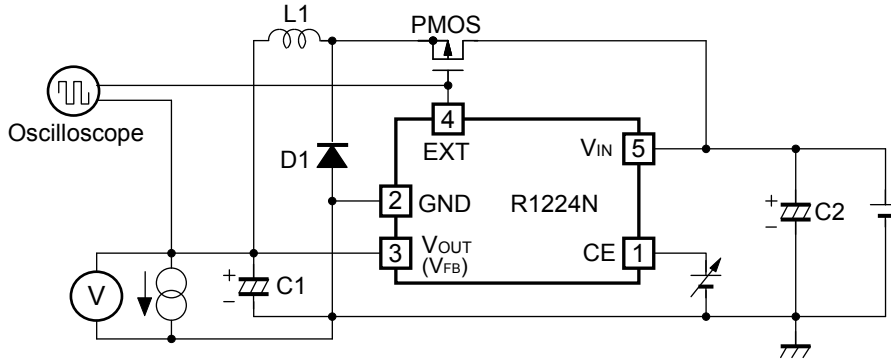 L1
PMOS
Oscilloscope
4
EXT
VIN
5
D1
2
GND
R1224N
C2
+
−
3
VOUT
(VFB)
CE
1
V
+
−
C1